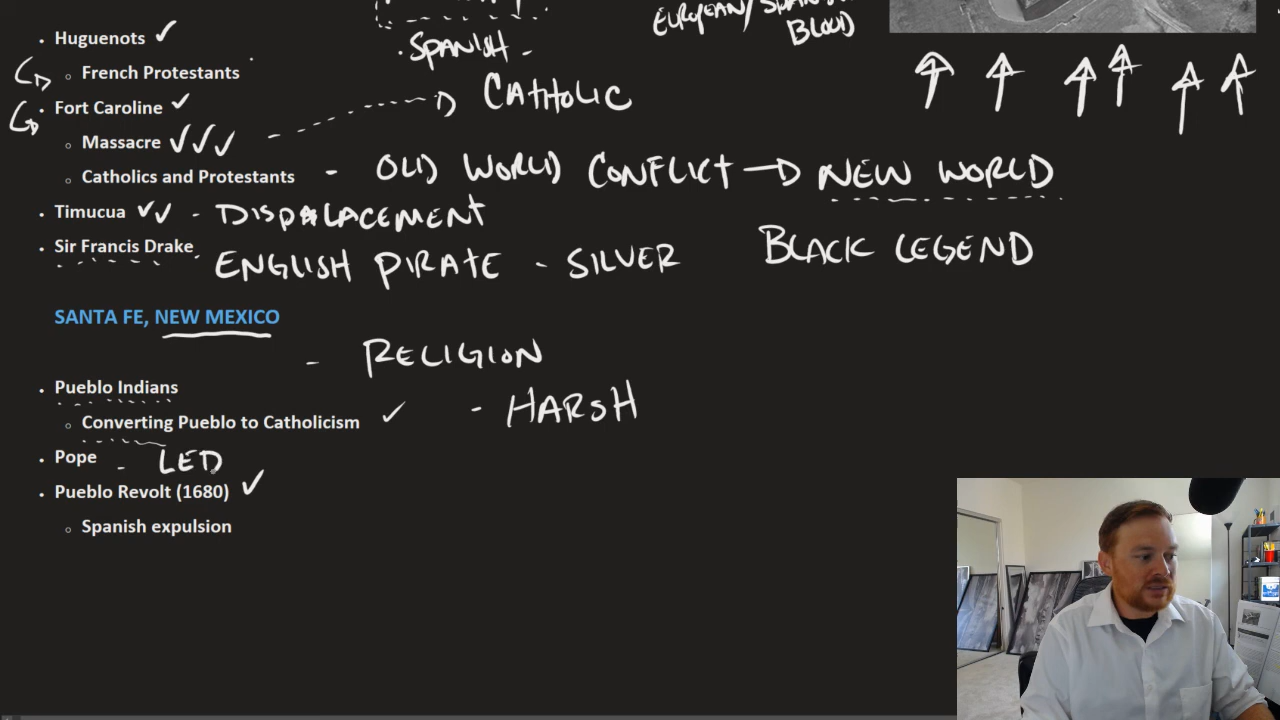 EUROPEAN/
BLOOD
• Huguenots ✓
SPANISH -
○ French Protestants
CATHOLIC
• Fort Caroline ✓
○ Massacre ✓✓✓
○ Catholics and Protestants - OLD WORLD CONFLICT → NEW WORLD
• Timucua ✓✓ - DISPLACEMENT
• Sir Francis Drake ENGLISH PIRATE - SILVER BLACK LEGEND
SANTA FE, NEW MEXICO
- RELIGION
• Pueblo Indians
○ Converting Pueblo to Catholicism ✓ - HARSH
• Pope - LED
• Pueblo Revolt (1680) ✓
○ Spanish expulsion